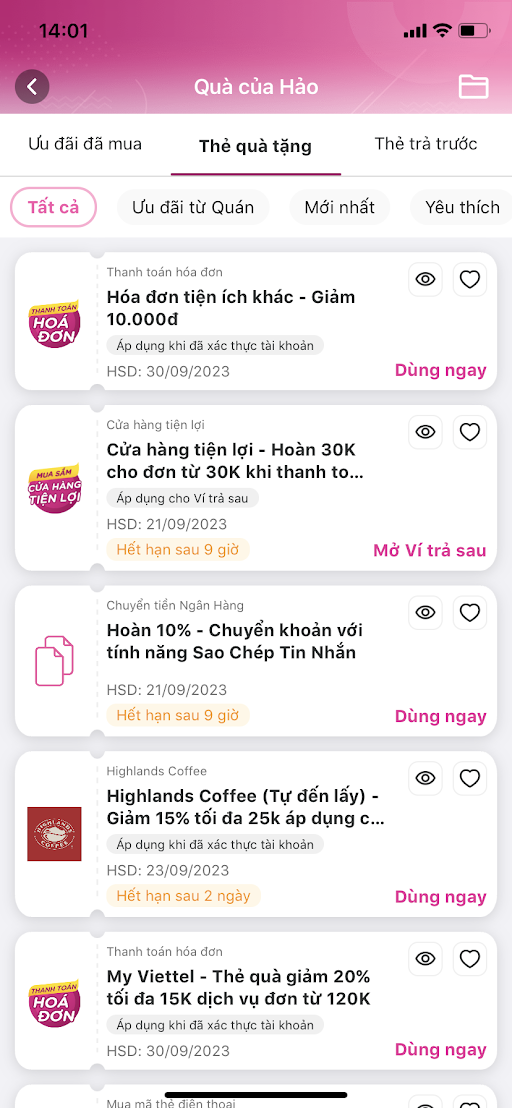 14:01
Quà của Hảo
Ưu đãi đã mua
Thẻ quà tặng
Thẻ trả trước
Tất cả
Ưu đãi từ Quán
Mới nhất
Yêu thích
Thanh toán hóa đơn
THANH TOÁN
HOÁ
ĐƠN
Hóa đơn tiện ích khác - Giảm
10.000đ
Áp dụng khi đã xác thực tài khoản
HSD: 30/09/2023
Dùng ngay
Cửa hàng tiện lợi
MUA SẮM
CỬA HÀNG
TIỆN LỢI
Cửa hàng tiện lợi - Hoàn 30K
cho đơn từ 30K khi thanh to...
Áp dụng cho Ví trả sau
HSD: 21/09/2023
Hết hạn sau 9 giờ
Mở Ví trả sau
Chuyển tiền Ngân Hàng
Hoàn 10% - Chuyển khoản với
tính năng Sao Chép Tin Nhắn
HSD: 21/09/2023
Hết hạn sau 9 giờ
Dùng ngay
Highlands Coffee
HIGHLANDS
COFFEE
Highlands Coffee (Tự đến lấy) -
Giảm 15% tối đa 25k áp dụng c...
Áp dụng khi đã xác thực tài khoản
HSD: 23/09/2023
Hết hạn sau 2 ngày
Dùng ngay
Thanh toán hóa đơn
THANH TOÁN
HOÁ
ĐƠN
My Viettel - Thẻ quà giảm 20%
tối đa 15K dịch vụ đơn từ 120K
Áp dụng khi đã xác thực tài khoản
HSD: 30/09/2023
Dùng ngay
Mua mã thẻ điện thoại